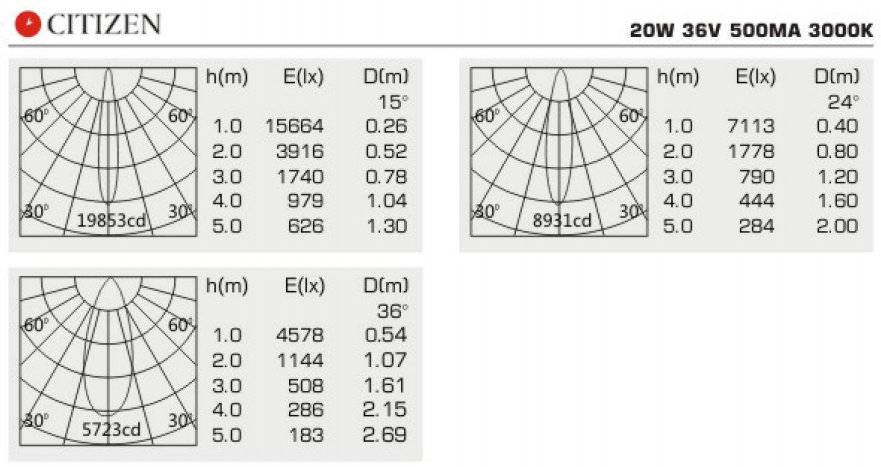 CITIZEN
20W 36V 500MA 3000K
h(m) E(lx) D(m)
15°
60° 60°
1.0 15664 0.26
2.0 3916 0.52
3.0 1740 0.78
4.0 979 1.04
30° 19853cd 30°
5.0 626 1.30
h(m) E(lx) D(m)
24°
60° 60°
1.0 7113 0.40
2.0 1778 0.80
3.0 790 1.20
4.0 444 1.60
30° 8931cd 30°
5.0 284 2.00
h(m) E(lx) D(m)
36°
60° 60°
1.0 4578 0.54
2.0 1144 1.07
3.0 508 1.61
4.0 286 2.15
30° 5723cd 30°
5.0 183 2.69